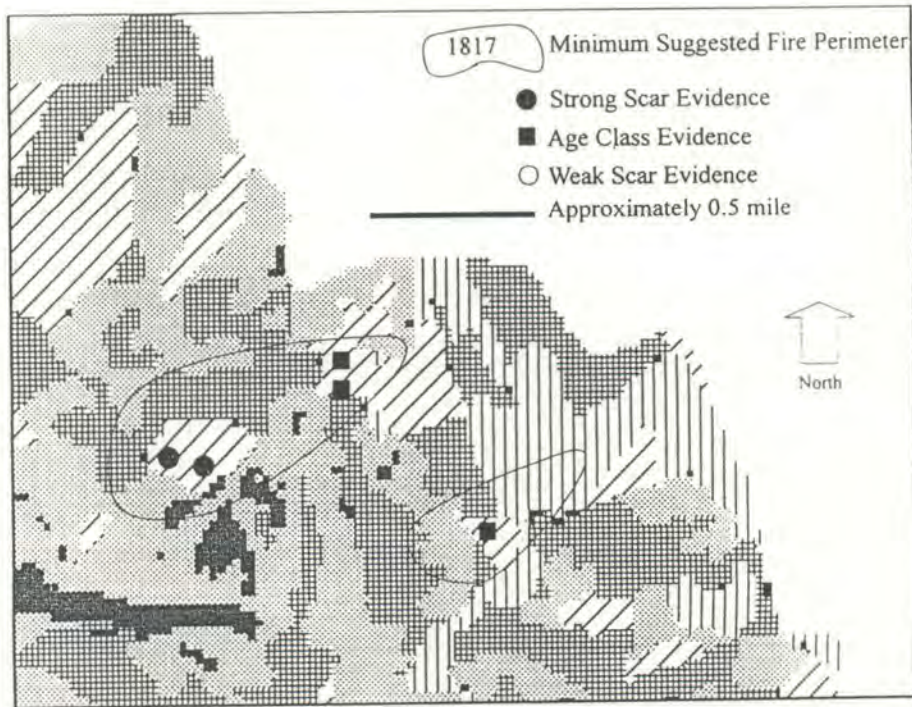 1817 Minimum Suggested Fire Perimeter
Strong Scar Evidence
Age Class Evidence
Weak Scar Evidence
Approximately 0.5 mile
North